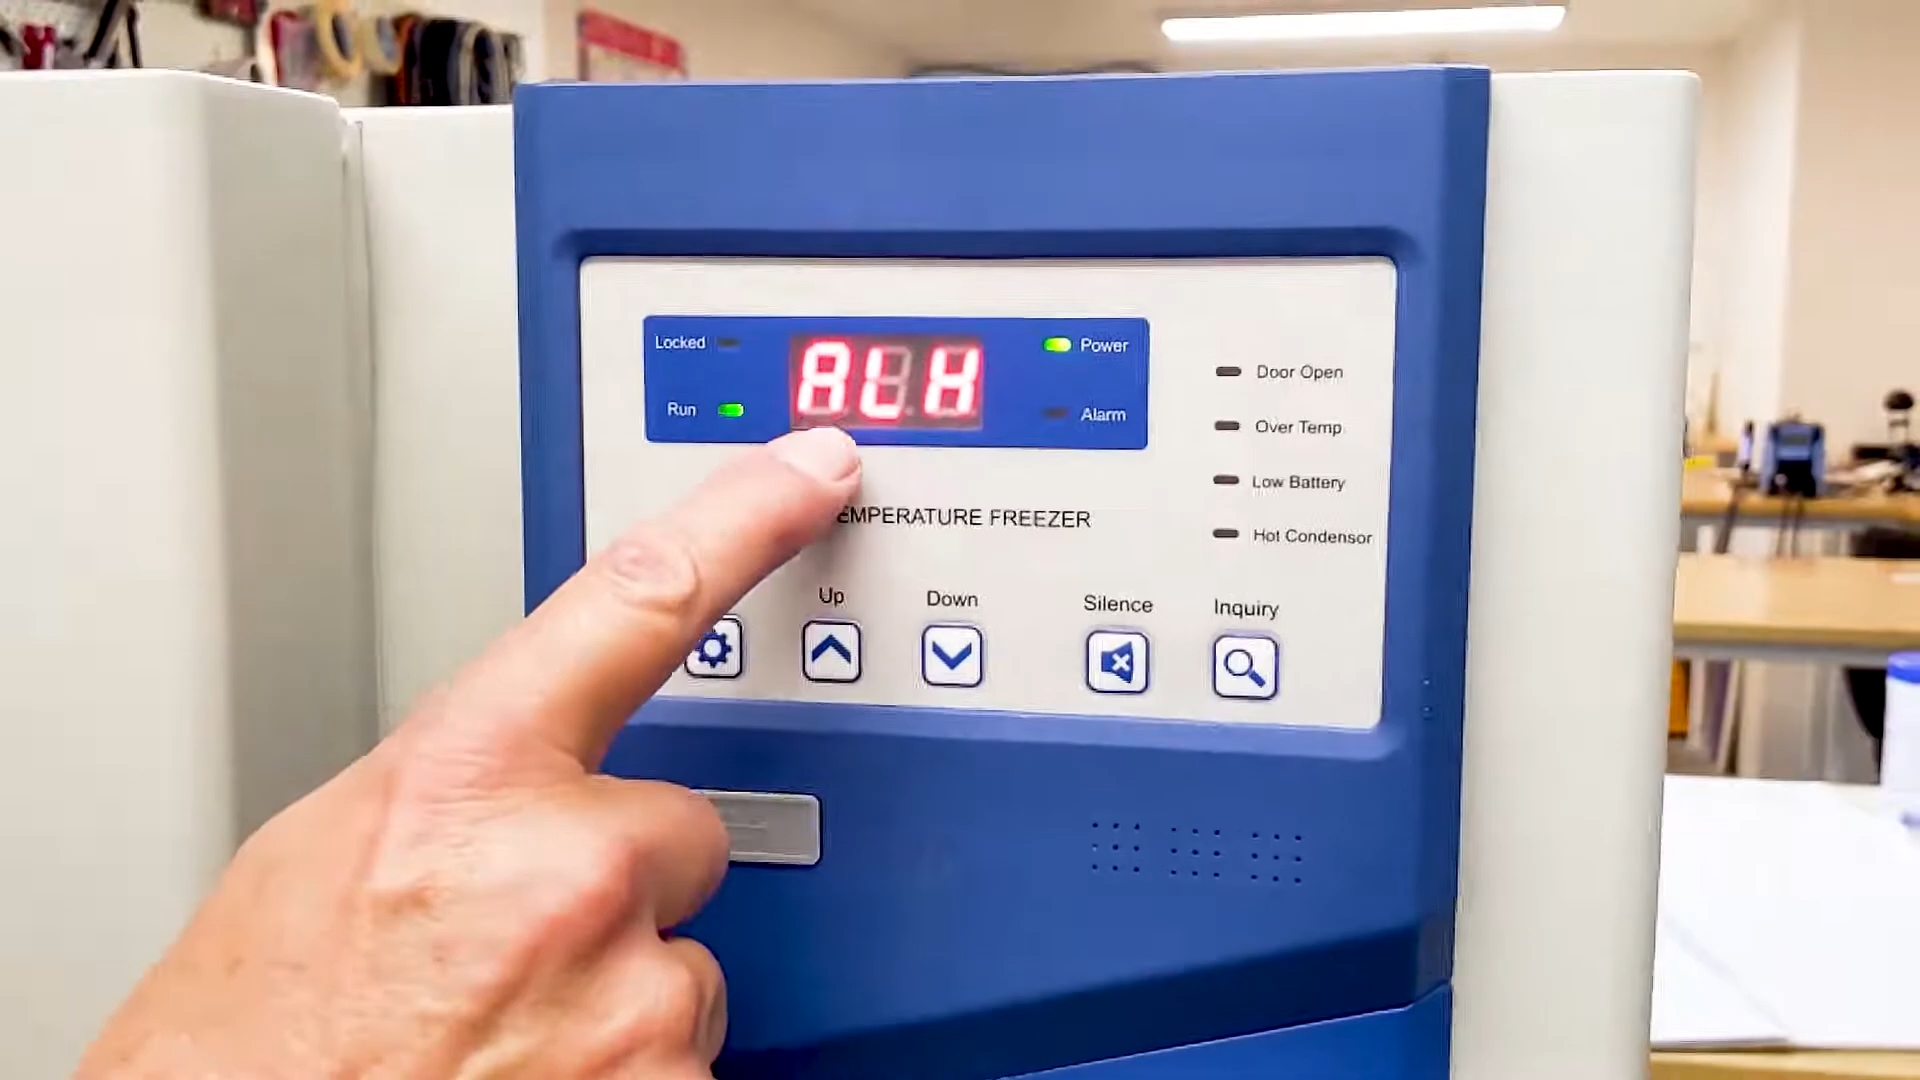 Locked
ALH
Power
Run
Alarm
Door Open
Over Temp.
Low Battery
Hot Condensor
EMPERATURE FREEZER
Up
Down
Silence
Inquiry